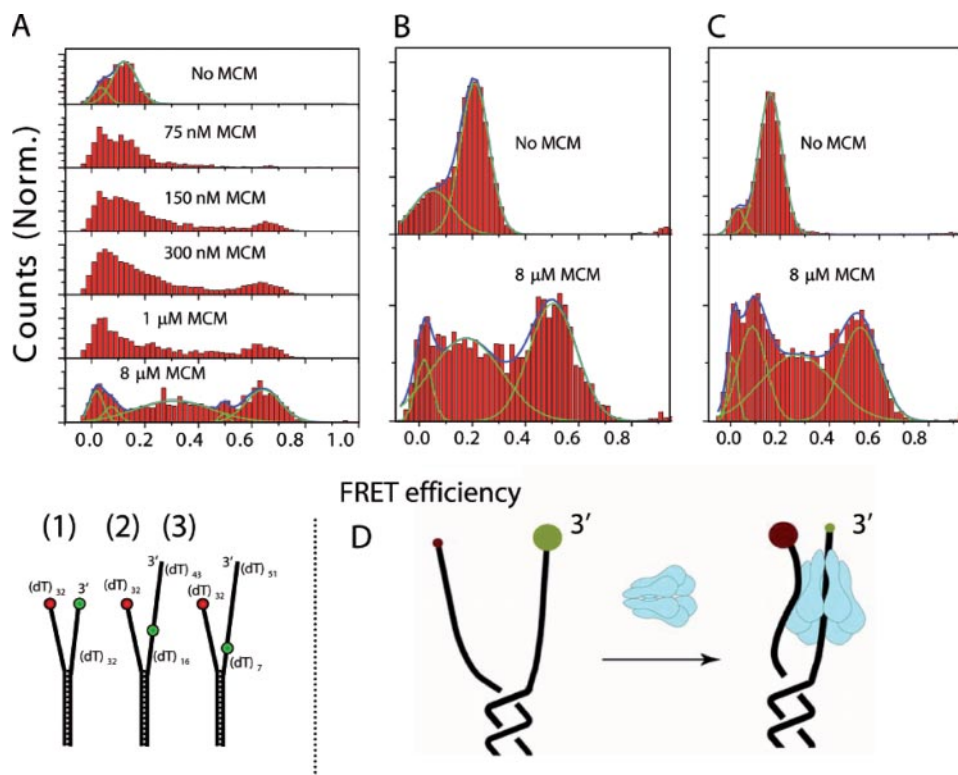 A
B
C
Counts (Norm.)
No MCM
75 nM MCM
150 nM MCM
300 nM MCM
1 µM MCM
8 µM MCM
0.0 0.2 0.4 0.6 0.8 1.0
No MCM
8 µM MCM
0.0 0.2 0.4 0.6 0.8
No MCM
8 µM MCM
0.0 0.2 0.4 0.6 0.8
FRET efficiency
(1) (2) (3)
3' 3'
(dT) 43 (dT) 51
(dT) 32 3' (dT) 32 (dT) 32
(dT) 32 (dT) 16 (dT) 7
D
3'
3'